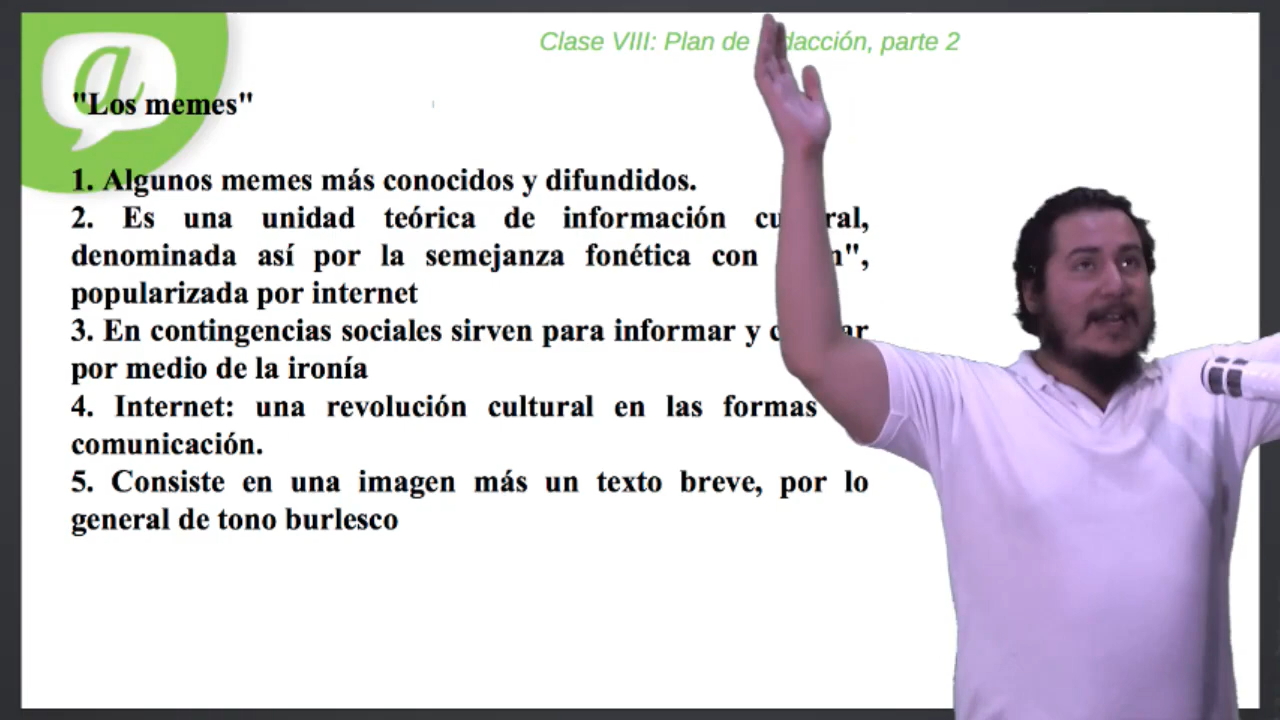 Clase VIII: Plan de dacción, parte 2
a
"Los memes"
1. Algunos memes más conocidos y difundidos.
2. Es una unidad teórica de información
denominada así por la semejanza fonética con
popularizada por internet
3. En contingencias sociales sirven para informar y
por medio de la ironía
4. Internet: una revolución cultural en las formas
comunicación.
5. Consiste en una imagen más un texto breve, por lo
general de tono burlesco